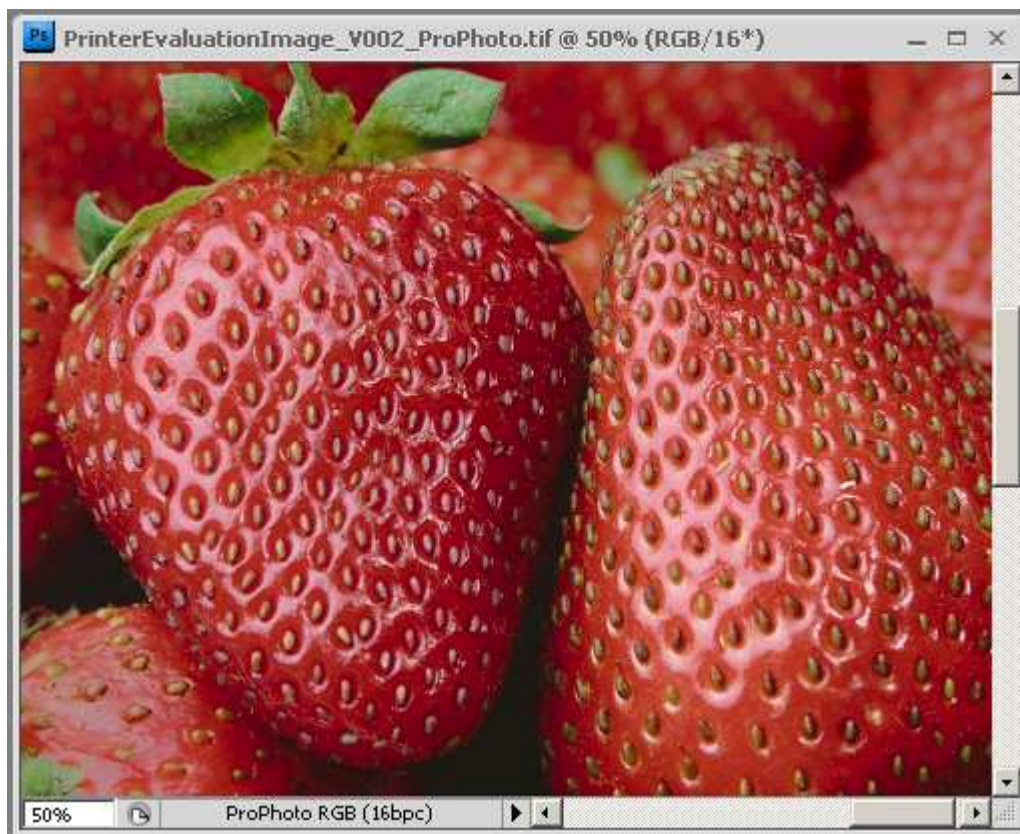 Ps PrinterEvaluationImage_V002_ProPhoto.tif @ 50% (RGB/16*)
50% ProPhoto RGB (16bpc)